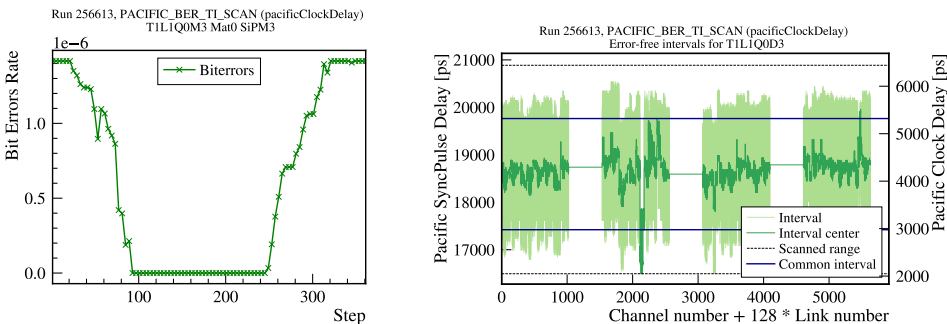 Run 256613, PACIFIC_BER_TI_SCAN (pacificClockDelay)
T1L1Q0M3 Mat0 SiPM3
1e−6
Biterrors
Bit Errors Rate
1.0
0.5
0.0
100
200
300
Step
Run 256613, PACIFIC_BER_TI_SCAN (pacificClockDelay)
Error-free intervals for T1L1Q0D3
Pacific SyncPulse Delay [ps]
21000
20000
19000
18000
17000
Pacific Clock Delay [ps]
6000
5000
4000
3000
2000
Interval
Interval center
Scanned range
Common interval
0
1000
2000
3000
4000
5000
Channel number + 128 * Link number